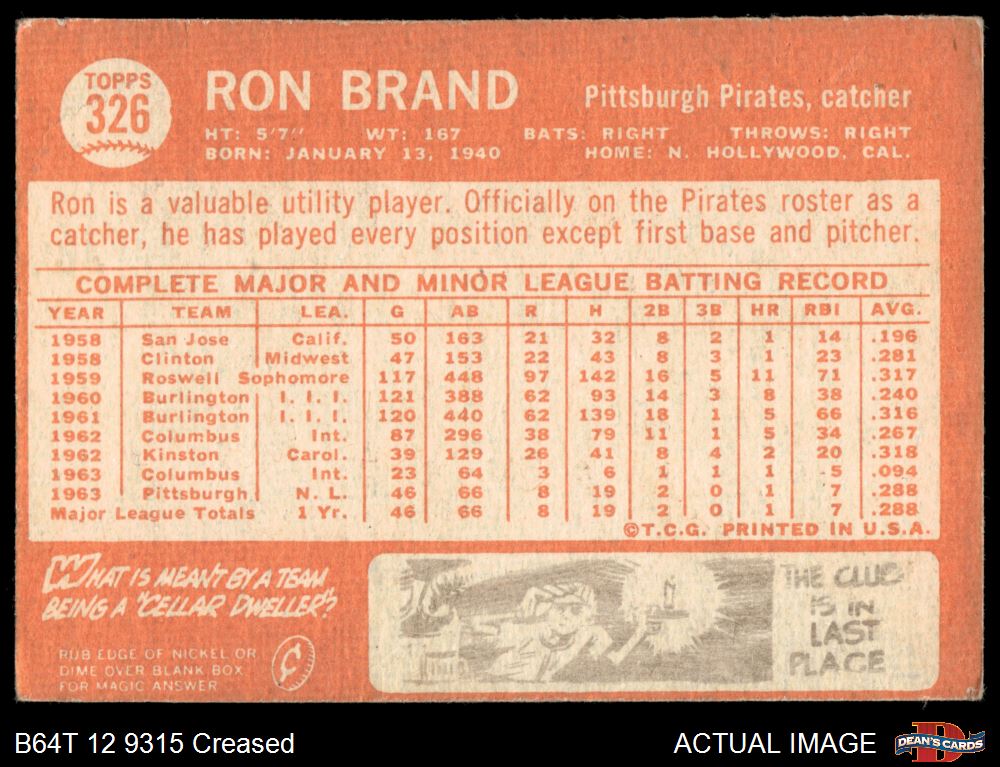 TOPPS
326
RON BRAND
Pittsburgh Pirates, catcher
HT: 5'7" WT: 167 BATS: RIGHT THROWS: RIGHT
BORN: JANUARY 13, 1940 HOME: N. HOLLYWOOD, CAL.
Ron is a valuable utility player. Officially on the Pirates roster as a
catcher, he has played every position except first base and pitcher.
COMPLETE MAJOR AND MINOR LEAGUE BATTING RECORD
YEAR TEAM LEA. G AB R H 2B 3B HR RBI AVG.
1958 San Jose Calif. 50 163 21 32 8 2 1 14 .196
1958 Clinton Midwest 47 153 22 43 8 3 1 23 .281
1959 Roswell Sophomore 117 448 97 142 16 5 11 71 .317
1960 Burlington I. I. I. 121 388 62 93 14 3 8 38 .240
1961 Burlington I. I. I. 120 440 62 139 18 1 5 66 .316
1962 Columbus Int. 87 296 38 79 11 1 5 34 .267
1962 Kinston Carol. 39 129 26 41 8 4 2 20 .318
1963 Columbus Int. 23 64 3 6 1 1 1 5 .094
1963 Pittsburgh N. L. 46 66 8 19 2 0 1 7 .288
Major League Totals 1 Yr. 46 66 8 19 2 0 1 7 .288
©T.C.G. PRINTED IN U.S.A.
WHAT IS MEANT BY A TEAM
BEING A "CELLAR DWELLER"?
RUB EDGE OF NICKEL OR
DIME OVER BLANK BOX
FOR MAGIC ANSWER
¢
THE CLUB
IS IN
LAST
PLACE
B64T 12 9315 Creased
ACTUAL IMAGE
D
DEAN'S CARDS